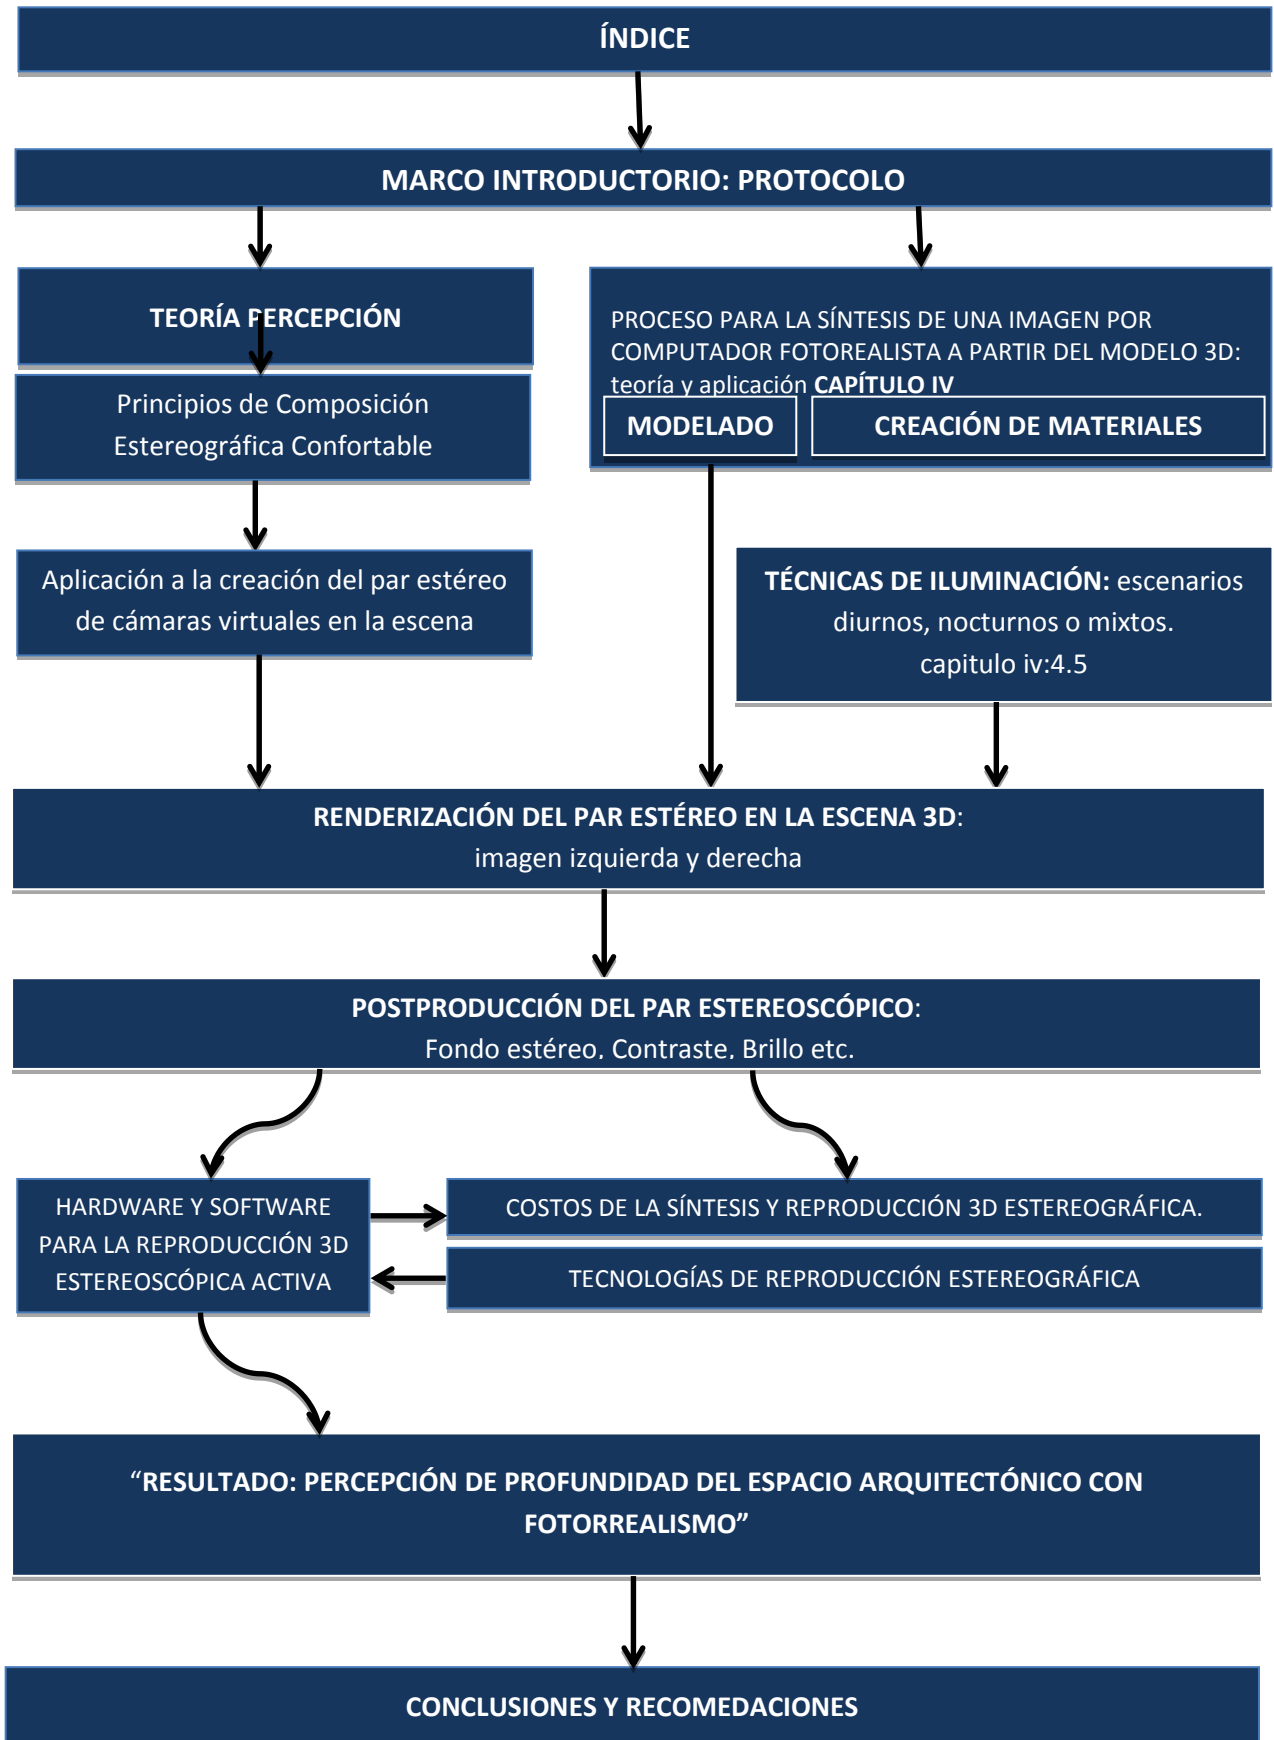 ÍNDICE
MARCO INTRODUCTORIO: PROTOCOLO
TEORÍA PERCEPCIÓN
Principios de Composición
Estereográfica Confortable
Aplicación a la creación del par estéreo
de cámaras virtuales en la escena
PROCESO PARA LA SÍNTESIS DE UNA IMAGEN POR
COMPUTADOR FOTOREALISTA A PARTIR DEL MODELO 3D:
teoría y aplicación CAPÍTULO IV
MODELADO
CREACIÓN DE MATERIALES
TÉCNICAS DE ILUMINACIÓN: escenarios
diurnos, nocturnos o mixtos.
capitulo iv:4.5
RENDERIZACIÓN DEL PAR ESTÉREO EN LA ESCENA 3D:
imagen izquierda y derecha
POSTPRODUCCIÓN DEL PAR ESTEREOSCÓPICO:
Fondo estéreo, Contraste, Brillo etc.
HARDWARE Y SOFTWARE
PARA LA REPRODUCCIÓN 3D
ESTEREOSCÓPICA ACTIVA
COSTOS DE LA SÍNTESIS Y REPRODUCCIÓN 3D ESTEREOGRÁFICA.
TECNOLOGÍAS DE REPRODUCCIÓN ESTEREOGRÁFICA
“RESULTADO: PERCEPCIÓN DE PROFUNDIDAD DEL ESPACIO ARQUITECTÓNICO CON
FOTORREALISMO”
CONCLUSIONES Y RECOMEDACIONES